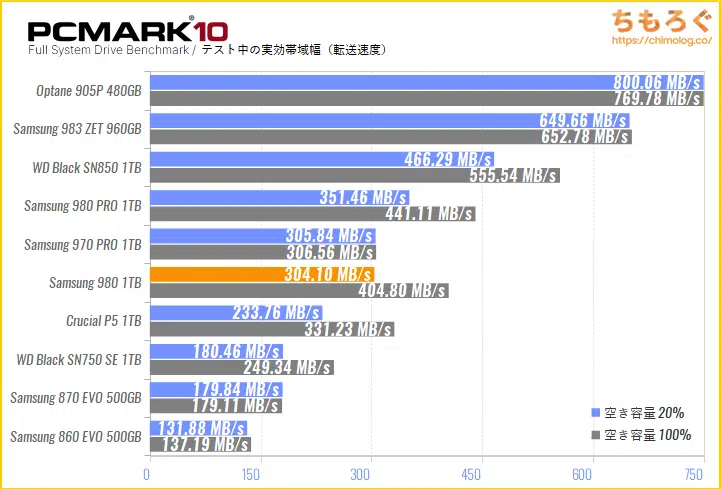 PCMARK®10
ちもろぐ
https://chimolog.co/
Full System Drive Benchmark / テスト中の実効帯域幅（転送速度）
Optane 905P 480GB
800.06 MB/s
769.78 MB/s
Samsung 983 ZET 960GB
649.66 MB/s
652.78 MB/s
WD Black SN850 1TB
466.29 MB/s
555.54 MB/s
Samsung 980 PRO 1TB
351.46 MB/s
441.11 MB/s
Samsung 970 PRO 1TB
305.84 MB/s
306.56 MB/s
Samsung 980 1TB
304.10 MB/s
404.80 MB/s
Crucial P5 1TB
233.76 MB/s
331.23 MB/s
WD Black SN750 SE 1TB
180.46 MB/s
249.34 MB/s
Samsung 870 EVO 500GB
179.84 MB/s
179.11 MB/s
Samsung 860 EVO 500GB
131.88 MB/s
137.19 MB/s
空き容量 20%
空き容量 100%
0 150 300 450 600 750